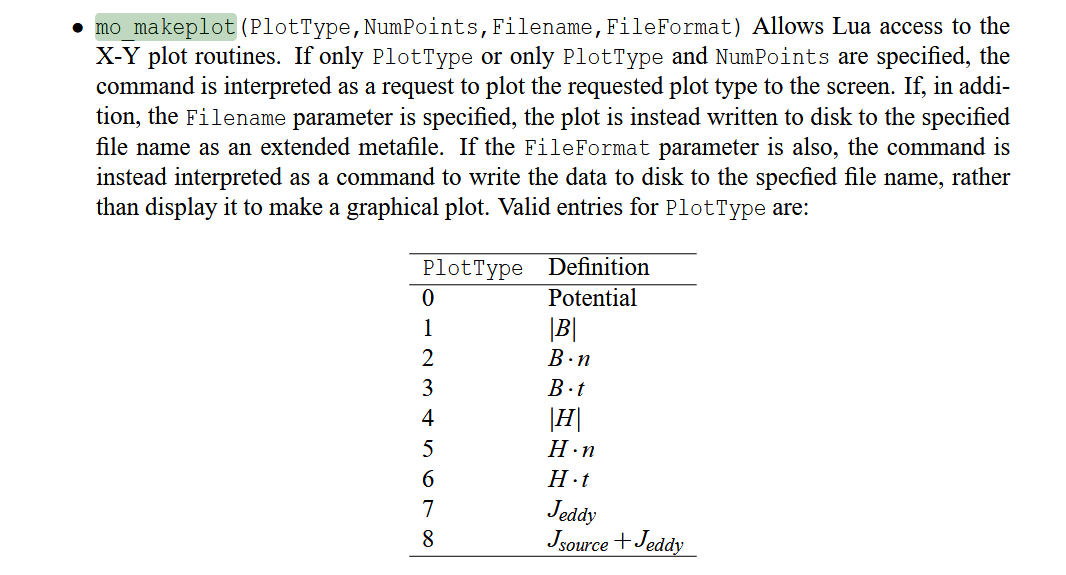 • mo_makeplot(PlotType,NumPoints,Filename,FileFormat) Allows Lua access to the
X-Y plot routines. If only PlotType or only PlotType and NumPoints are specified, the
command is interpreted as a request to plot the requested plot type to the screen. If, in addi-
tion, the Filename parameter is specified, the plot is instead written to disk to the specified
file name as an extended metafile. If the FileFormat parameter is also, the command is
instead interpreted as a command to write the data to disk to the specfied file name, rather
than display it to make a graphical plot. Valid entries for PlotType are:
PlotType Definition
0 Potential
1 |B|
2 B · n
3 B · t
4 |H|
5 H · n
6 H · t
7 J_eddy
8 J_source + J_eddy